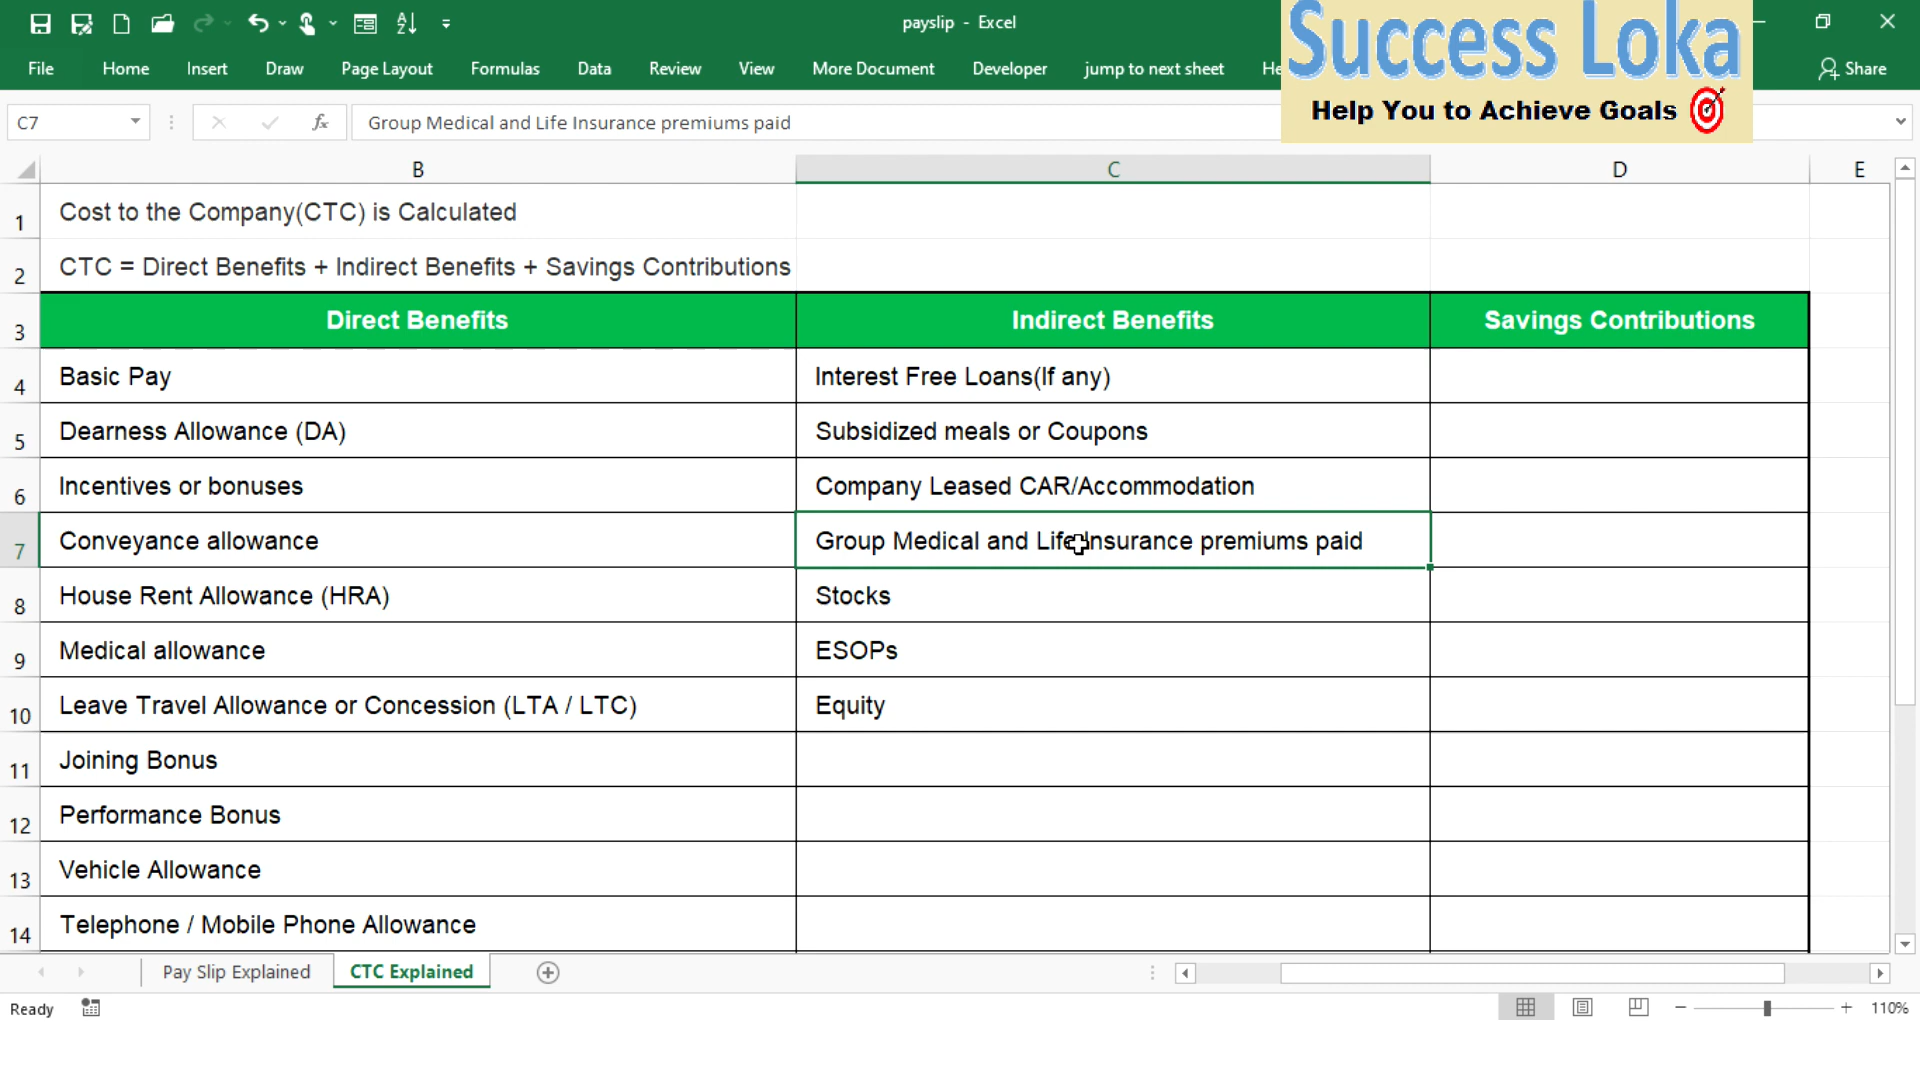 payslip - Excel
Success Loka
Help You to Achieve Goals
File Home Insert Draw Page Layout Formulas Data Review View More Document Developer jump to next sheet Share
C7 fx Group Medical and Life Insurance premiums paid
B C D E
1 Cost to the Company(CTC) is Calculated
2 CTC = Direct Benefits + Indirect Benefits + Savings Contributions
3 Direct Benefits Indirect Benefits Savings Contributions
4 Basic Pay Interest Free Loans(If any)
5 Dearness Allowance (DA) Subsidized meals or Coupons
6 Incentives or bonuses Company Leased CAR/Accommodation
7 Conveyance allowance Group Medical and Life Insurance premiums paid
8 House Rent Allowance (HRA) Stocks
9 Medical allowance ESOPs
10 Leave Travel Allowance or Concession (LTA / LTC) Equity
11 Joining Bonus
12 Performance Bonus
13 Vehicle Allowance
14 Telephone / Mobile Phone Allowance
Pay Slip Explained CTC Explained
Ready 110%